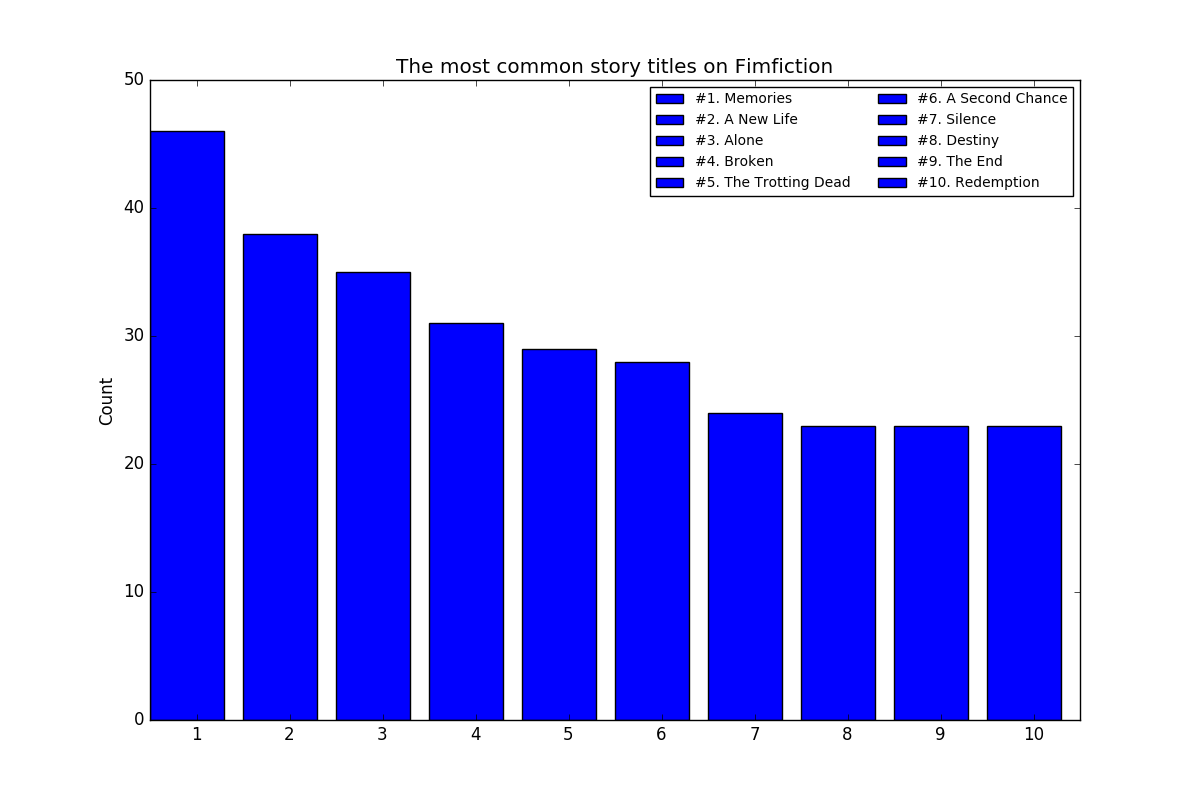 The most common story titles on Fimfiction
50
40
30
20
10
0
Count
#1. Memories
#2. A New Life
#3. Alone
#4. Broken
#5. The Trotting Dead
#6. A Second Chance
#7. Silence
#8. Destiny
#9. The End
#10. Redemption
1 2 3 4 5 6 7 8 9 10